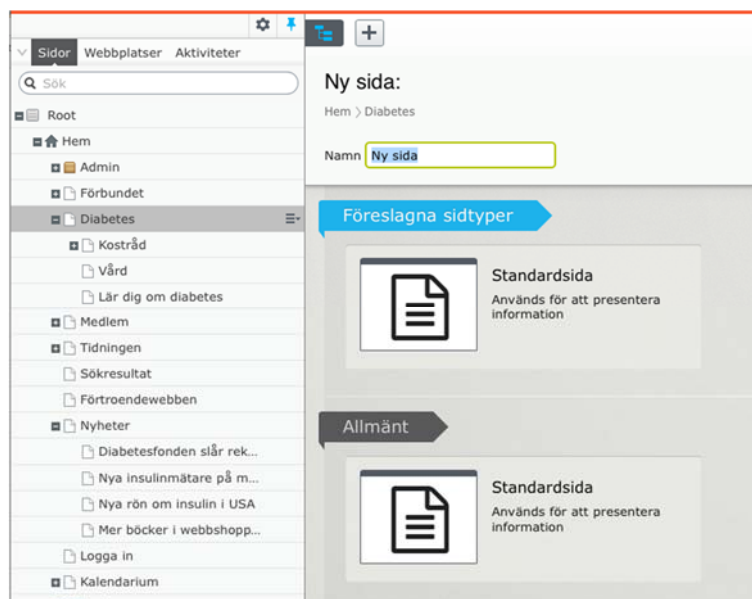 Sidor Webbplatser Aktiviteter
Sök
Root
Hem
Admin
Förbundet
Diabetes
Kostråd
Vård
Lär dig om diabetes
Medlem
Tidningen
Sökresultat
Förtroendewebben
Nyheter
Diabetesfonden slår rek...
Nya insulinmätare på m...
Nya rön om insulin i USA
Mer böcker i webbshopp...
Logga in
Kalendarium
Ny sida:
Hem > Diabetes
Namn Ny sida
Föreslagna sidtyper
Standardsida
Används för att presentera
information
Allmänt
Standardsida
Används för att presentera
information